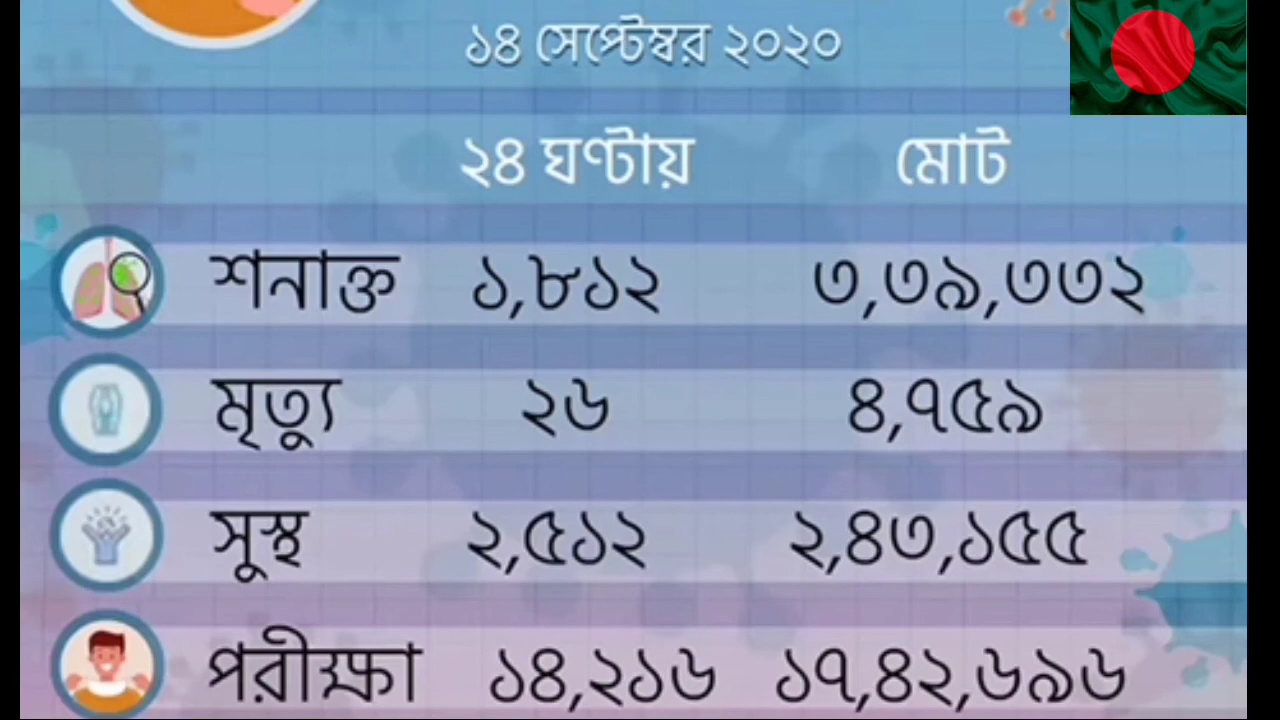 ১৪ সেপ্টেম্বর ২০২০
২৪ ঘণ্টায় মোট
শনাক্ত ১,৮১২ ৩,৩৯,৩৩২
মৃত্যু ২৬ ৪,৭৫৯
সুস্থ ২,৫১২ ২,৪৩,১৫৫
পরীক্ষা ১৪,২১৬ ১৭,৪২,৬৯৬